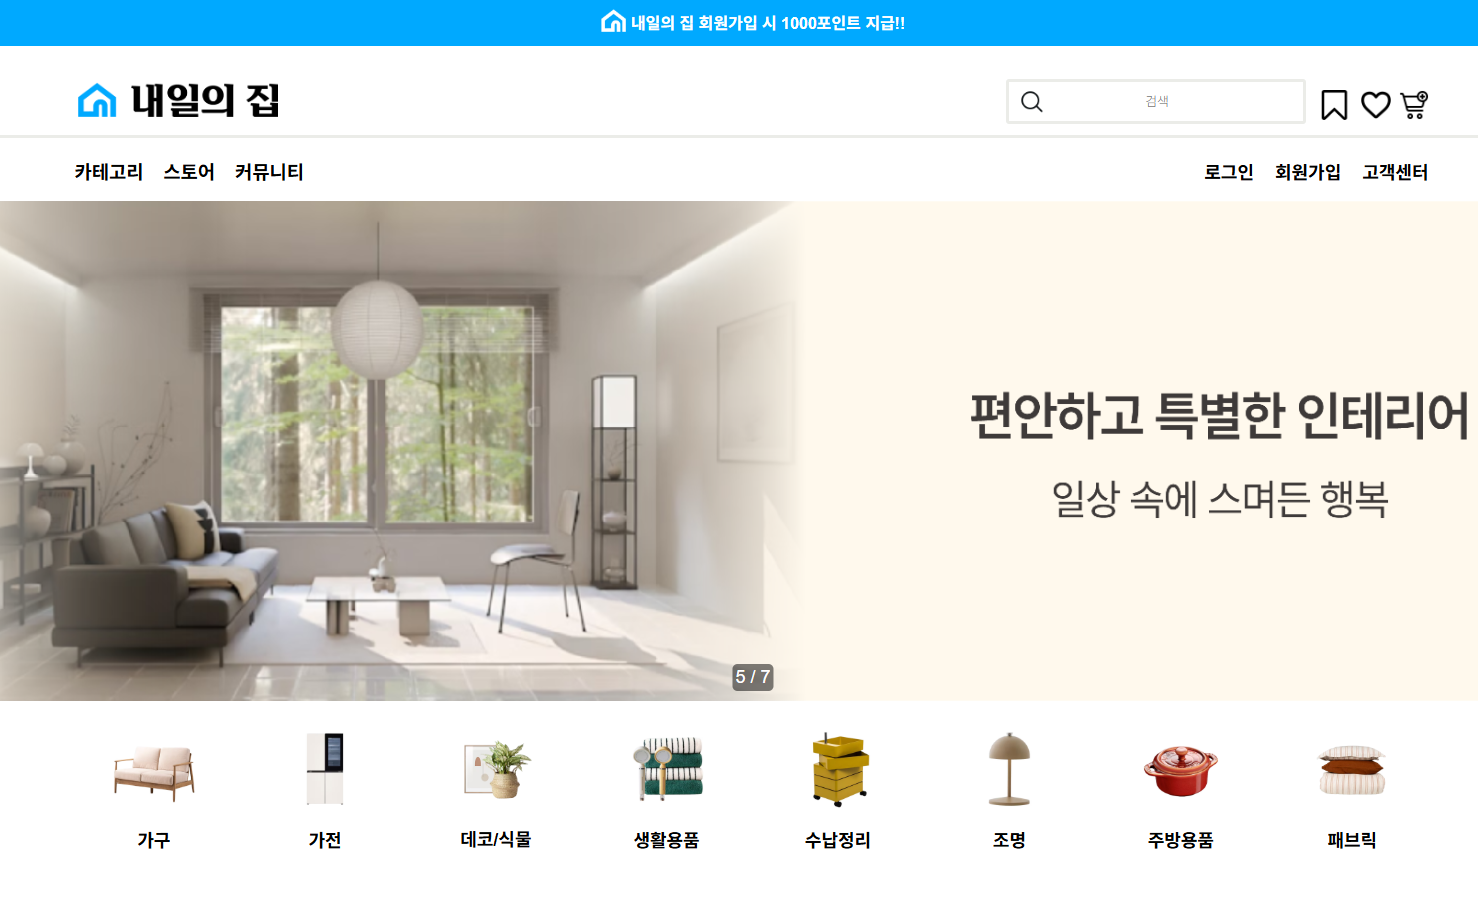 내일의 집 회원가입 시 1000포인트 지급!!
내일의 집
검색
카테고리 스토어 커뮤니티
로그인 회원가입 고객센터
편안하고 특별한 인테리어
일상 속에 스며든 행복
5 / 7
가구 가전 데코/식물 생활용품 수납정리 조명 주방용품 패브릭